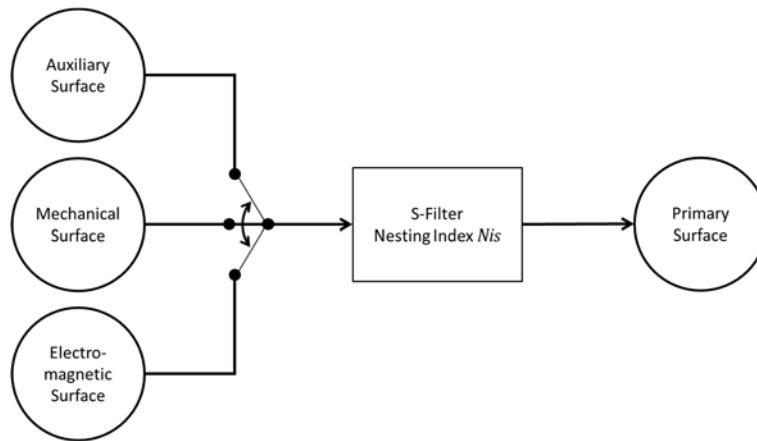 Auxiliary
Surface
Mechanical
Surface
Electro-
magnetic
Surface
S-Filter
Nesting Index Nis
Primary
Surface